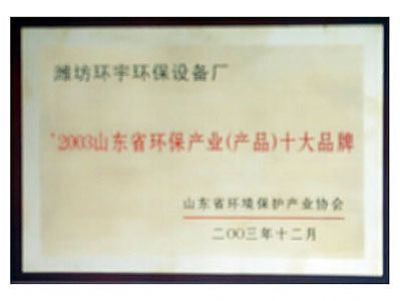 潍坊环宇环保设备厂
'2003山东省环保产业(产品)十大品牌
山东省环境保护产业协会
二〇〇三年十二月